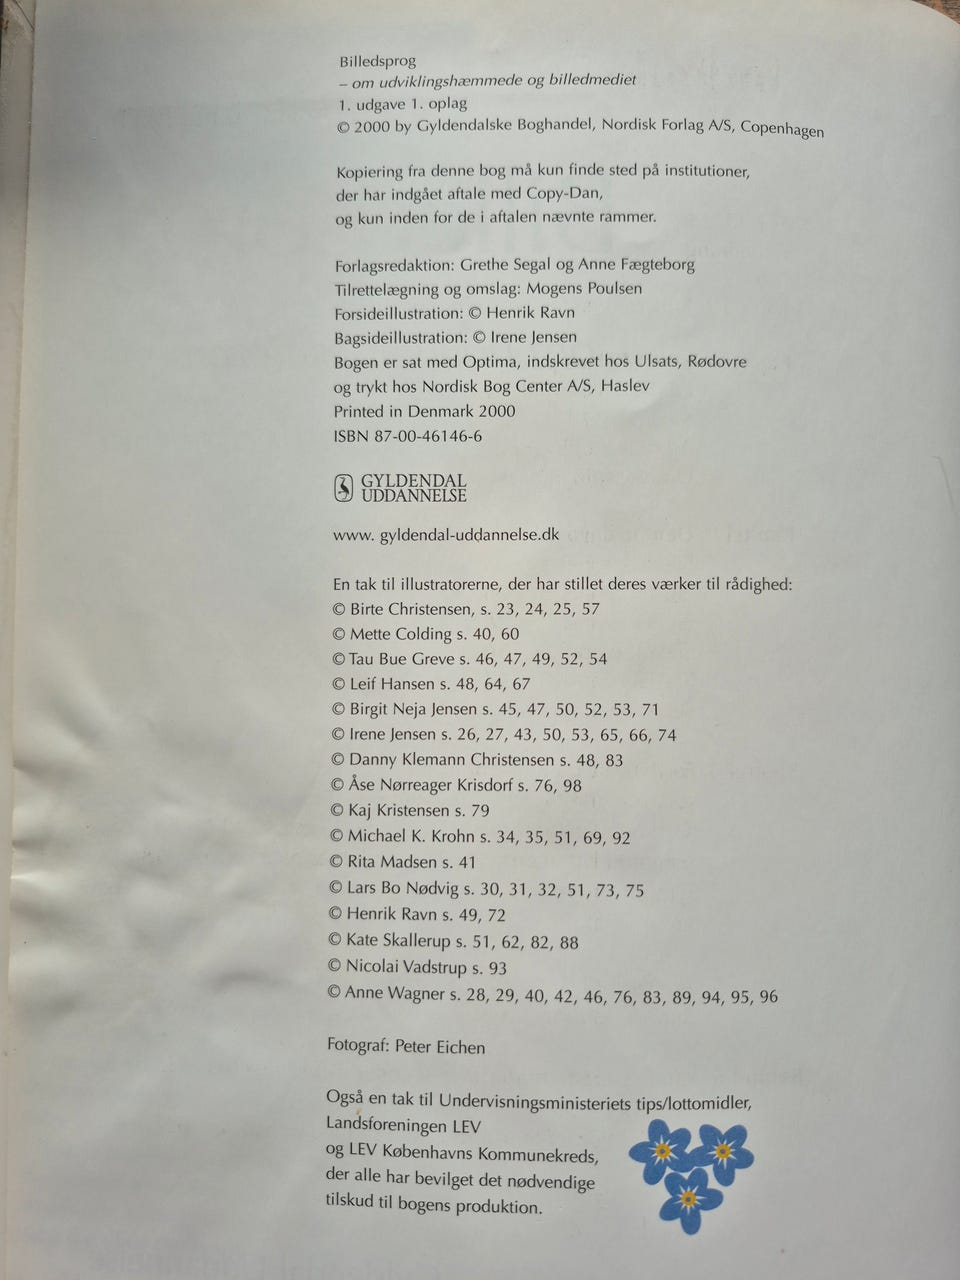 Billedsprog
– om udviklingshæmmede og billedmediet
1. udgave 1. oplag
© 2000 by Gyldendalske Boghandel, Nordisk Forlag A/S, Copenhagen
Kopiering fra denne bog må kun finde sted på institutioner,
der har indgået aftale med Copy-Dan,
og kun inden for de i aftalen nævnte rammer.
Forlagsredaktion: Grethe Segal og Anne Fægteborg
Tilrettelægning og omslag: Mogens Poulsen
Forsideillustration: © Henrik Ravn
Bagsideillustration: © Irene Jensen
Bogen er sat med Optima, indskrevet hos Ulsats, Rødovre
og trykt hos Nordisk Bog Center A/S, Haslev
Printed in Denmark 2000
ISBN 87-00-46146-6
GYLDENDAL
UDDANNELSE
www. gyldendal-uddannelse.dk
En tak til illustratorerne, der har stillet deres værker til rådighed:
© Birte Christensen, s. 23, 24, 25, 57
© Mette Colding s. 40, 60
© Tau Bue Greve s. 46, 47, 49, 52, 54
© Leif Hansen s. 48, 64, 67
© Birgit Neja Jensen s. 45, 47, 50, 52, 53, 71
© Irene Jensen s. 26, 27, 43, 50, 53, 65, 66, 74
© Danny Klemann Christensen s. 48, 83
© Åse Nørreager Krisdorf s. 76, 98
© Kaj Kristensen s. 79
© Michael K. Krohn s. 34, 35, 51, 69, 92
© Rita Madsen s. 41
© Lars Bo Nødvig s. 30, 31, 32, 51, 73, 75
© Henrik Ravn s. 49, 72
© Kate Skallerup s. 51, 62, 82, 88
© Nicolai Vadstrup s. 93
© Anne Wagner s. 28, 29, 40, 42, 46, 76, 83, 89, 94, 95, 96
Fotograf: Peter Eichen
Også en tak til Undervisningsministeriets tips/lottomidler,
Landsforeningen LEV
og LEV Københavns Kommunekreds,
der alle har bevilget det nødvendige
tilskud til bogens produktion.